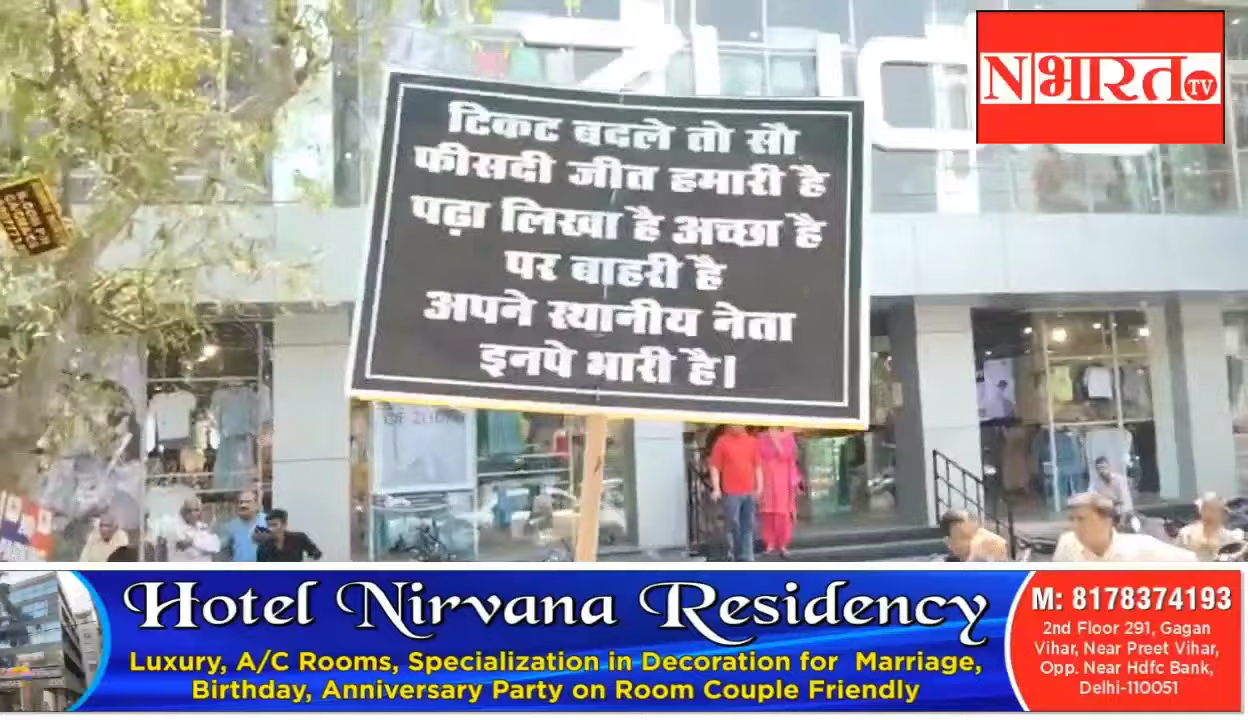 N भारत TV
टिकट बदले तो सौ
फीसदी जीत हमारी है
पढ़ा लिखा है अच्छा है
पर बाहरी है
अपने स्थानीय नेता
इनपे भारी है।
Hotel Nirvana Residency
Luxury, A/C Rooms, Specialization in Decoration for Marriage,
Birthday, Anniversary Party on Room Couple Friendly
M: 8178374193
2nd Floor 291, Gagan
Vihar, Near Preet Vihar,
Opp. Near Hdfc Bank,
Delhi-110051